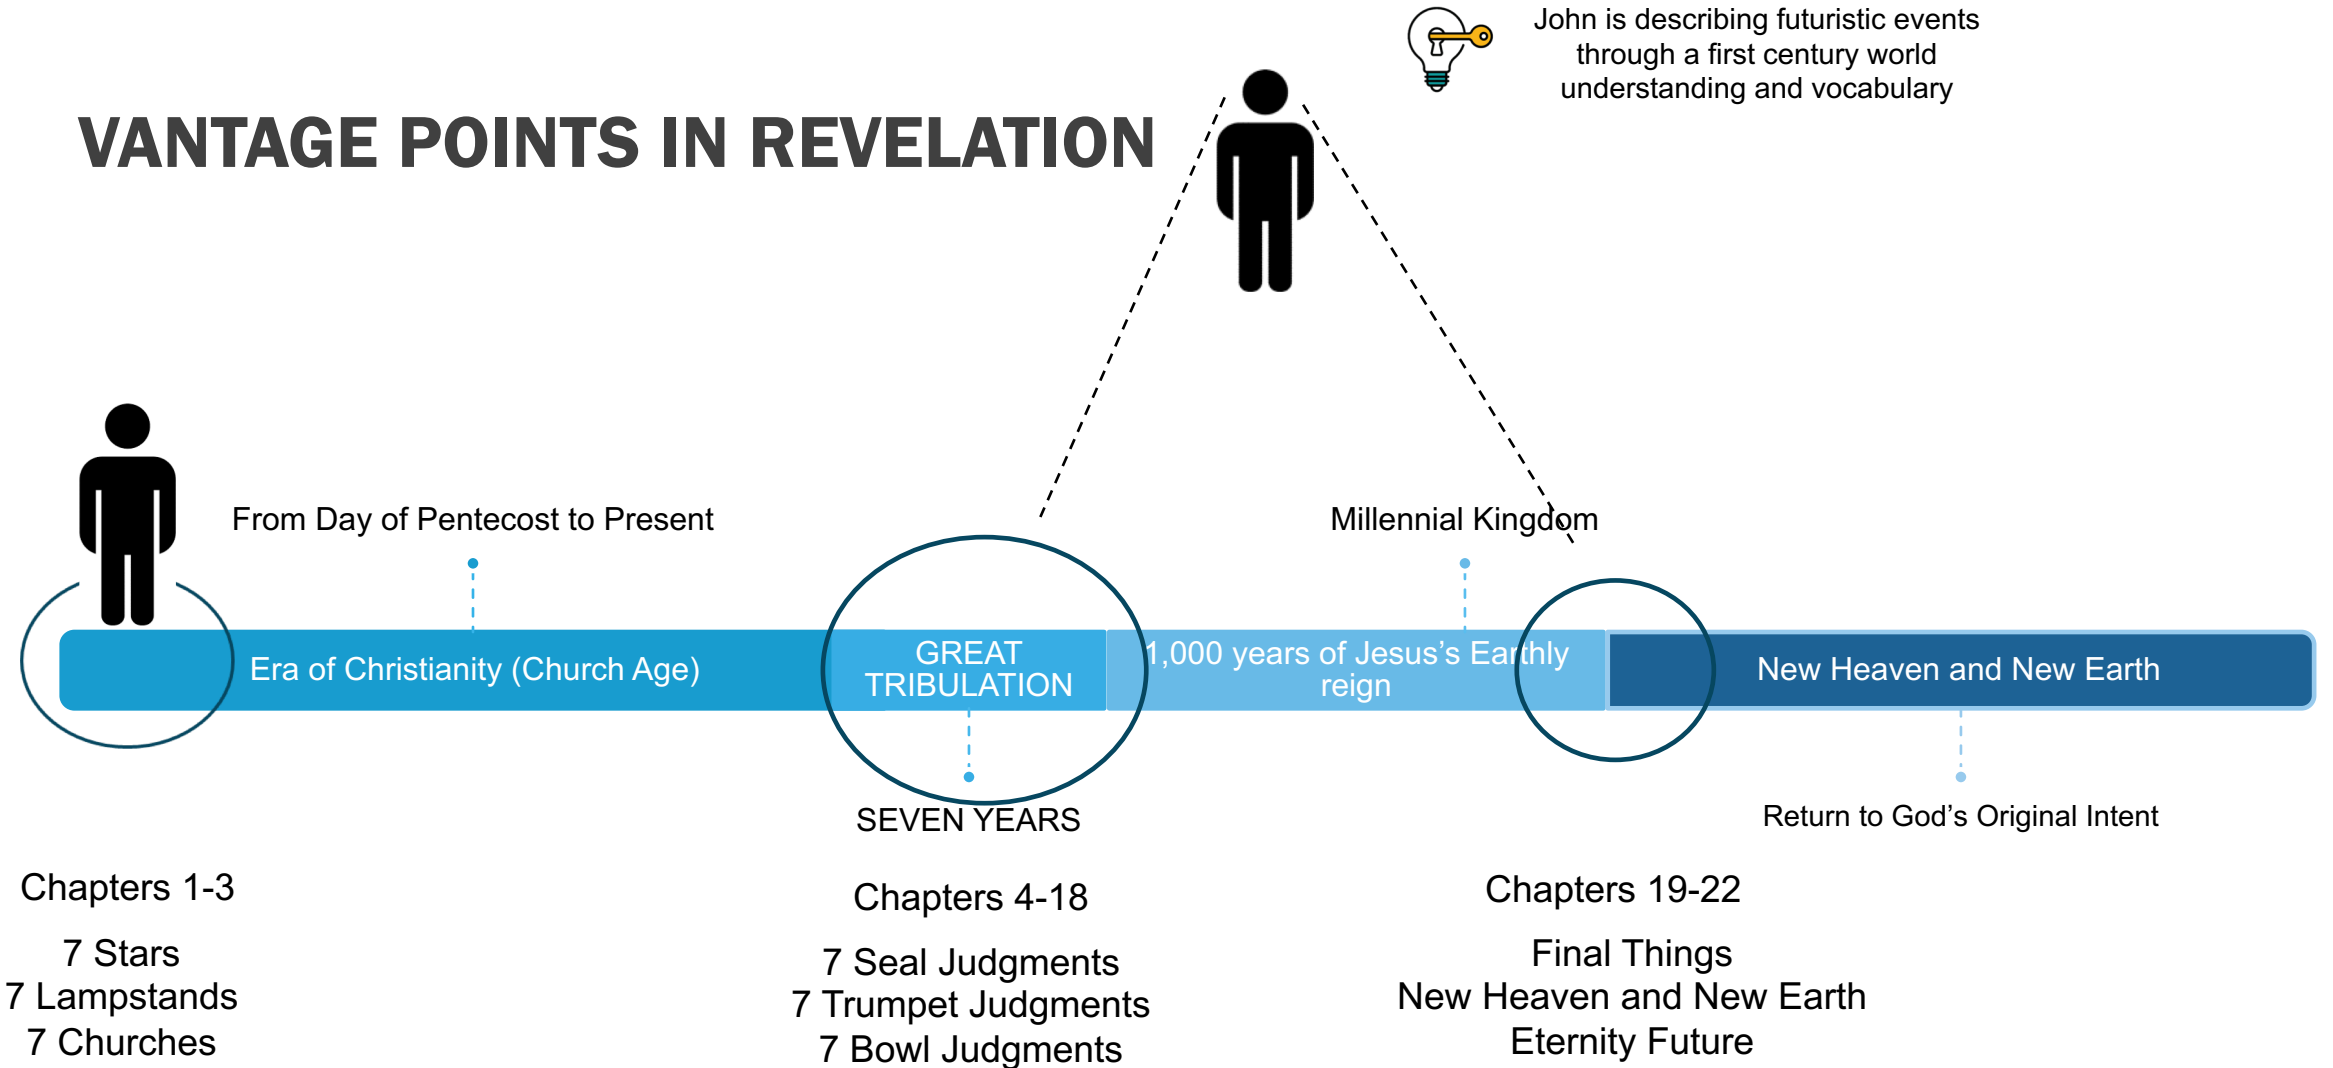 John is describing futuristic events
through a first century world
understanding and vocabulary
VANTAGE POINTS IN REVELATION
From Day of Pentecost to Present
Millennial Kingdom
Era of Christianity (Church Age)
GREAT
TRIBULATION
1,000 years of Jesus’s Earthly
reign
New Heaven and New Earth
SEVEN YEARS
Return to God’s Original Intent
Chapters 1-3
7 Stars
7 Lampstands
7 Churches
Chapters 4-18
7 Seal Judgments
7 Trumpet Judgments
7 Bowl Judgments
Chapters 19-22
Final Things
New Heaven and New Earth
Eternity Future